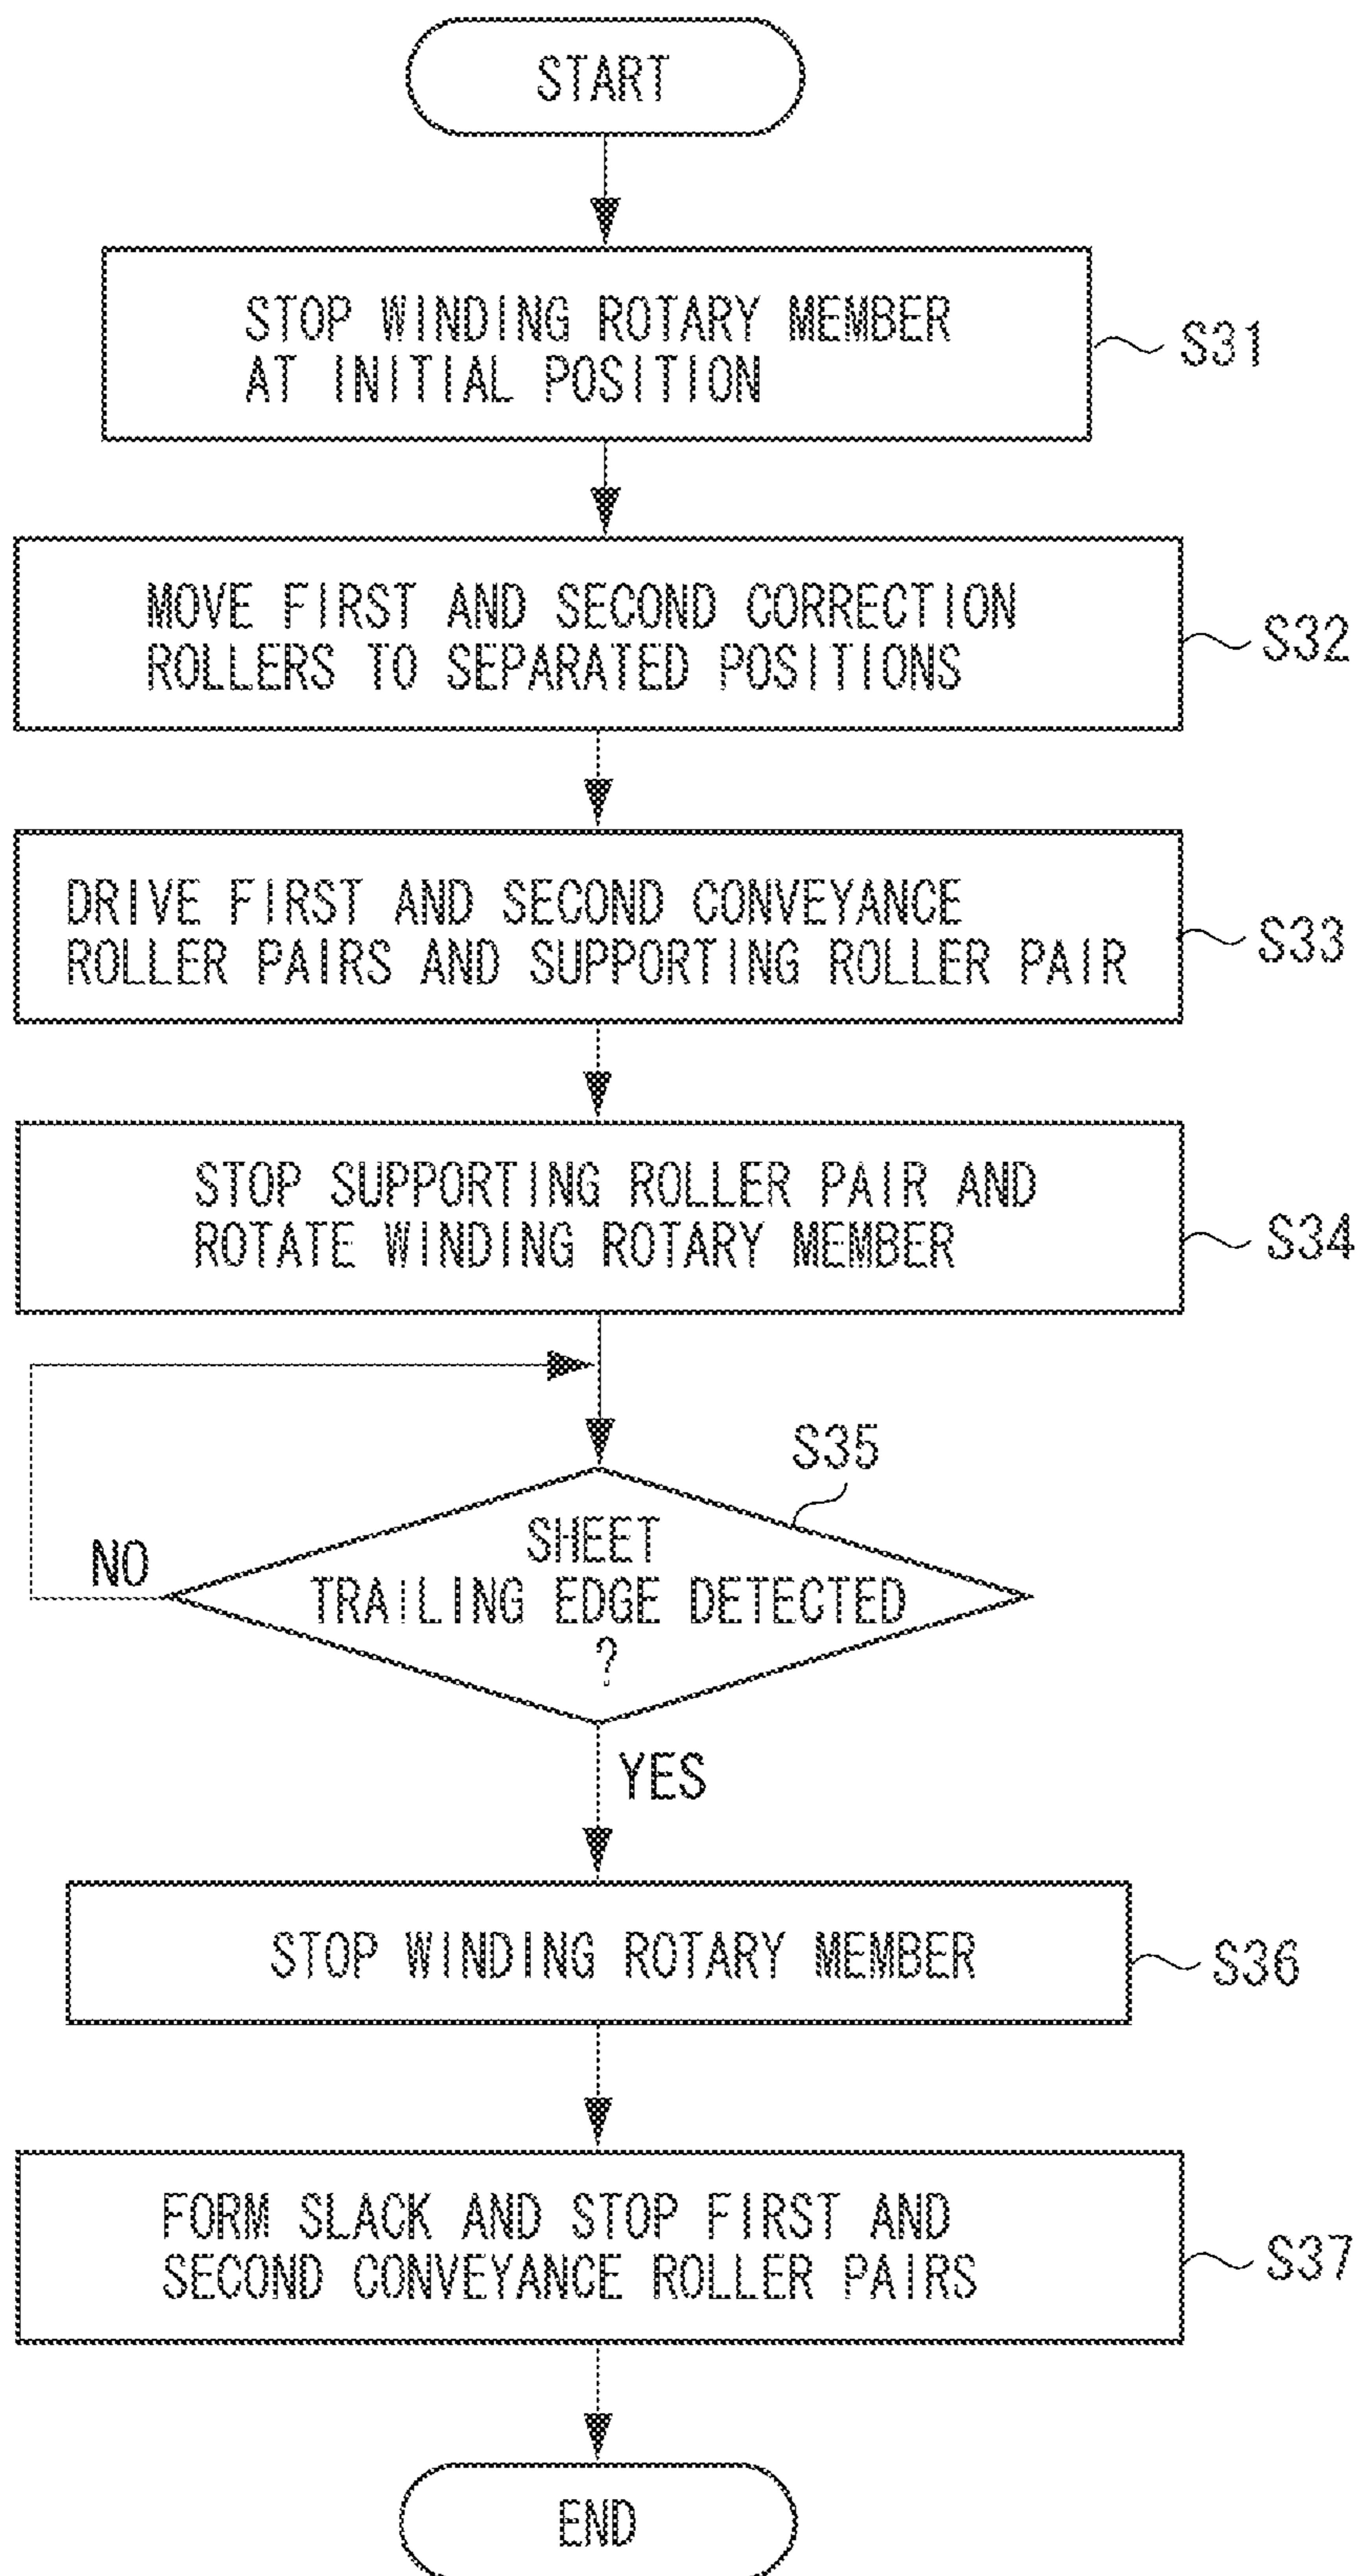 START
STOP WINDING ROTARY MEMBER
AT INITIAL POSITION
S31
MOVE FIRST AND SECOND CORRECTION
ROLLERS TO SEPARATED POSITIONS
S32
DRIVE FIRST AND SECOND CONVEYANCE
ROLLER PAIRS AND SUPPORTING ROLLER PAIR
S33
STOP SUPPORTING ROLLER PAIR AND
ROTATE WINDING ROTARY MEMBER
S34
S35
SHEET
TRAILING EDGE DETECTED
?
NO
YES
STOP WINDING ROTARY MEMBER
S36
FORM SLACK AND STOP FIRST AND
SECOND CONVEYANCE ROLLER PAIRS
S37
END